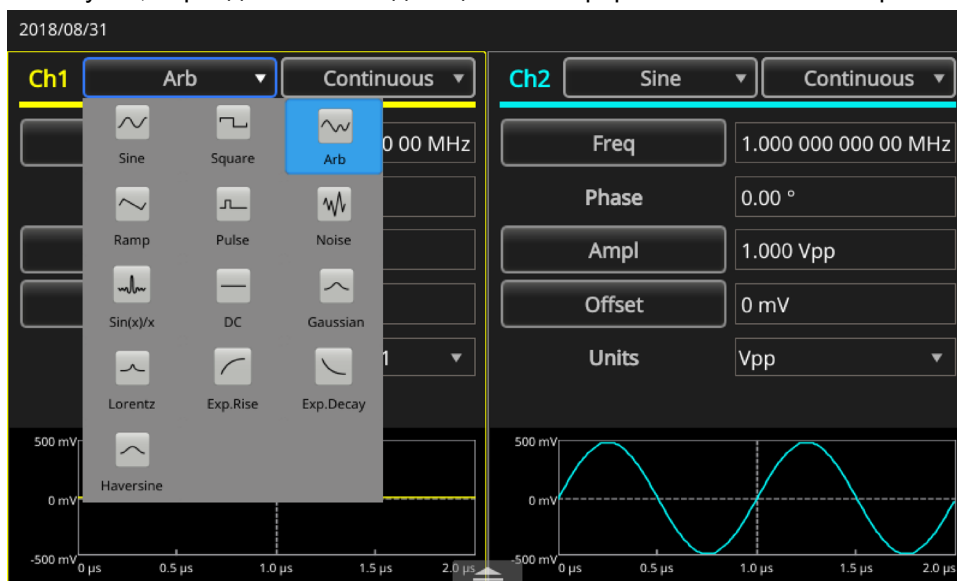 2018/08/31
Ch1 Arb Continuous Ch2 Sine Continuous
Sine Square Arb
0 00 MHz
Freq 1.000 000 000 00 MHz
Phase 0.00 °
Ramp Pulse Noise
Ampl 1.000 Vpp
Sin(x)/x DC Gaussian
Offset 0 mV
1
Units Vpp
Lorentz Exp.Rise Exp.Decay
Haversine
500 mV
0 mV
-500 mV
0 µs 0.5 µs 1.0 µs 1.5 µs 2.0 µs
500 mV
0 mV
-500 mV
0 µs 0.5 µs 1.0 µs 1.5 µs 2.0 µs